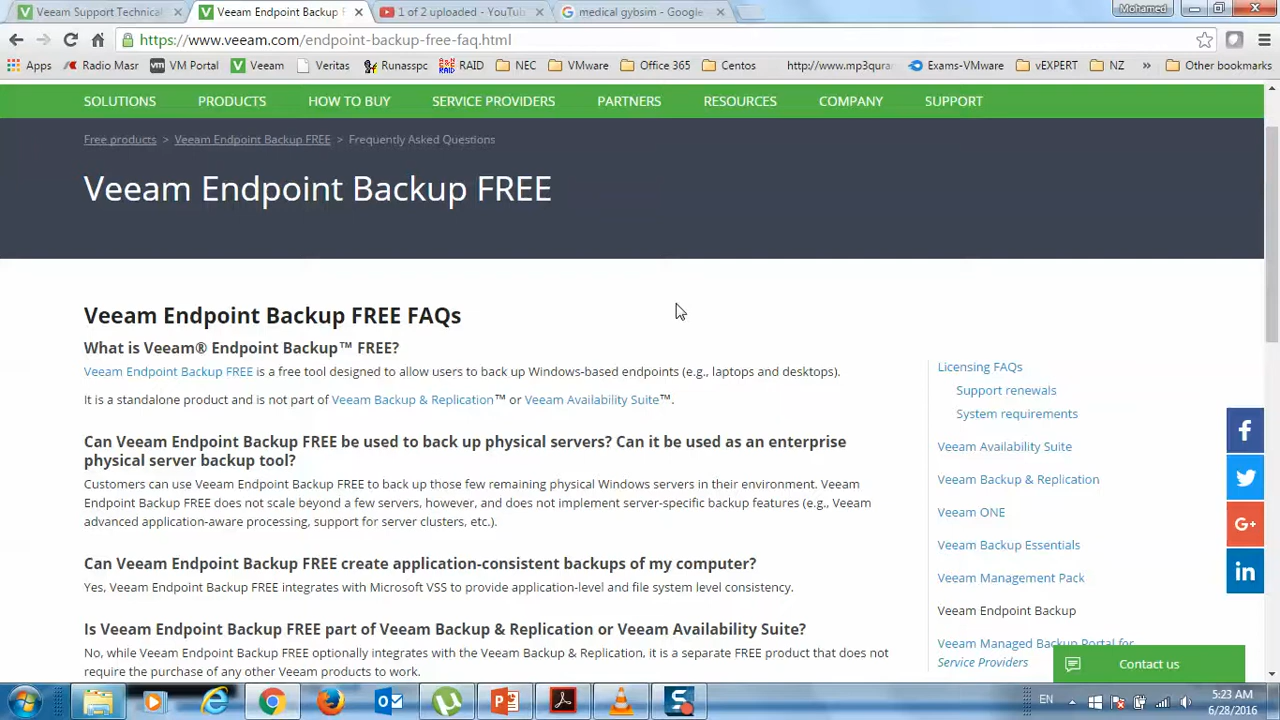 Veeam Support Technical
Veeam Endpoint Backup F
1 of 2 uploaded - YouTub
medical gybsim - Google
Mohamed
https://www.veeam.com/endpoint-backup-free-faq.html
Apps Radio Masr VM Portal Veeam Veritas Runasspc RAID NEC VMware Office 365 Centos http://www.mp3qura Exams-VMware vEXPERT NZ » Other bookmarks
SOLUTIONS PRODUCTS HOW TO BUY SERVICE PROVIDERS PARTNERS RESOURCES COMPANY SUPPORT
Free products > Veeam Endpoint Backup FREE > Frequently Asked Questions
Veeam Endpoint Backup FREE
Veeam Endpoint Backup FREE FAQs
What is Veeam® Endpoint Backup™ FREE?
Veeam Endpoint Backup FREE is a free tool designed to allow users to back up Windows-based endpoints (e.g., laptops and desktops).
It is a standalone product and is not part of Veeam Backup & Replication™ or Veeam Availability Suite™.
Can Veeam Endpoint Backup FREE be used to back up physical servers? Can it be used as an enterprise
physical server backup tool?
Customers can use Veeam Endpoint Backup FREE to back up those few remaining physical Windows servers in their environment. Veeam
Endpoint Backup FREE does not scale beyond a few servers, however, and does not implement server-specific backup features (e.g., Veeam
advanced application-aware processing, support for server clusters, etc.).
Can Veeam Endpoint Backup FREE create application-consistent backups of my computer?
Yes, Veeam Endpoint Backup FREE integrates with Microsoft VSS to provide application-level and file system level consistency.
Is Veeam Endpoint Backup FREE part of Veeam Backup & Replication or Veeam Availability Suite?
No, while Veeam Endpoint Backup FREE optionally integrates with the Veeam Backup & Replication, it is a separate FREE product that does not
require the purchase of any other Veeam products to work.
Licensing FAQs
Support renewals
System requirements
Veeam Availability Suite
Veeam Backup & Replication
Veeam ONE
Veeam Backup Essentials
Veeam Management Pack
Veeam Endpoint Backup
Veeam Managed Backup Portal for
Service Providers
Contact us
EN
5:23 AM
6/28/2016